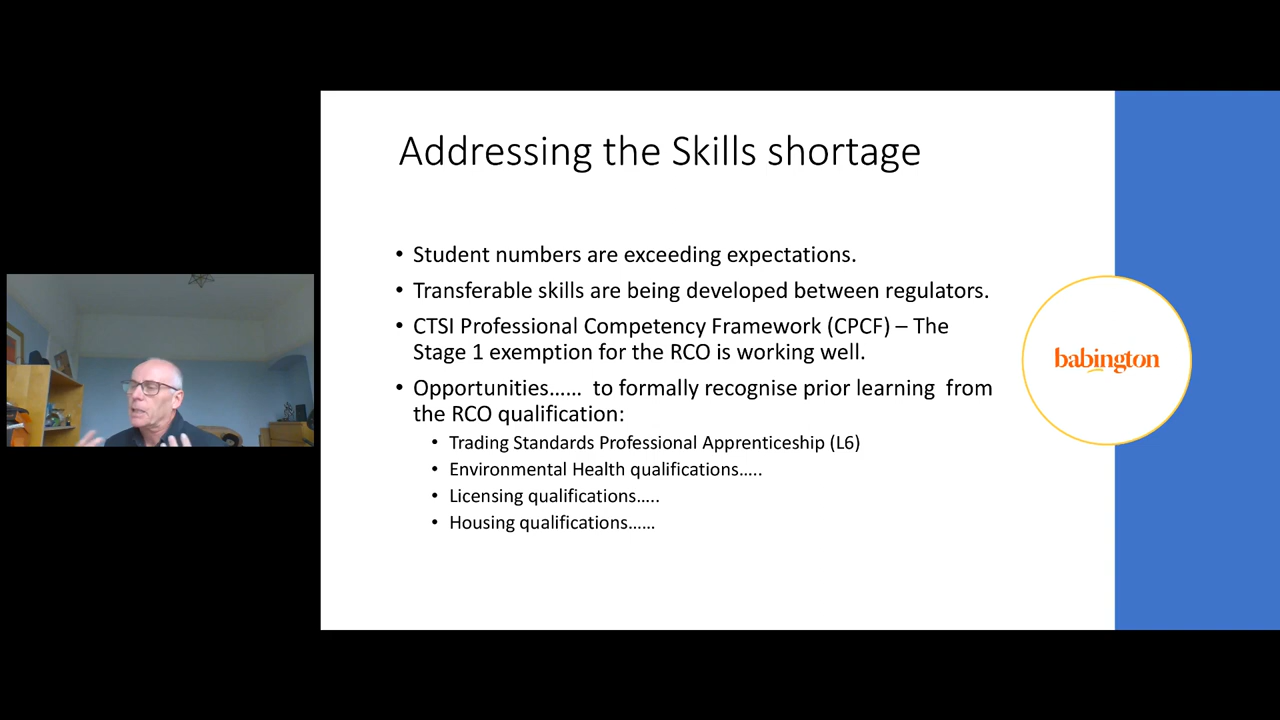 Addressing the Skills shortage
• Student numbers are exceeding expectations.
• Transferable skills are being developed between regulators.
• CTSI Professional Competency Framework (CPCF) – The
Stage 1 exemption for the RCO is working well.
• Opportunities…… to formally recognise prior learning from
the RCO qualification:
• Trading Standards Professional Apprenticeship (L6)
• Environmental Health qualifications…..
• Licensing qualifications…..
• Housing qualifications……
babington